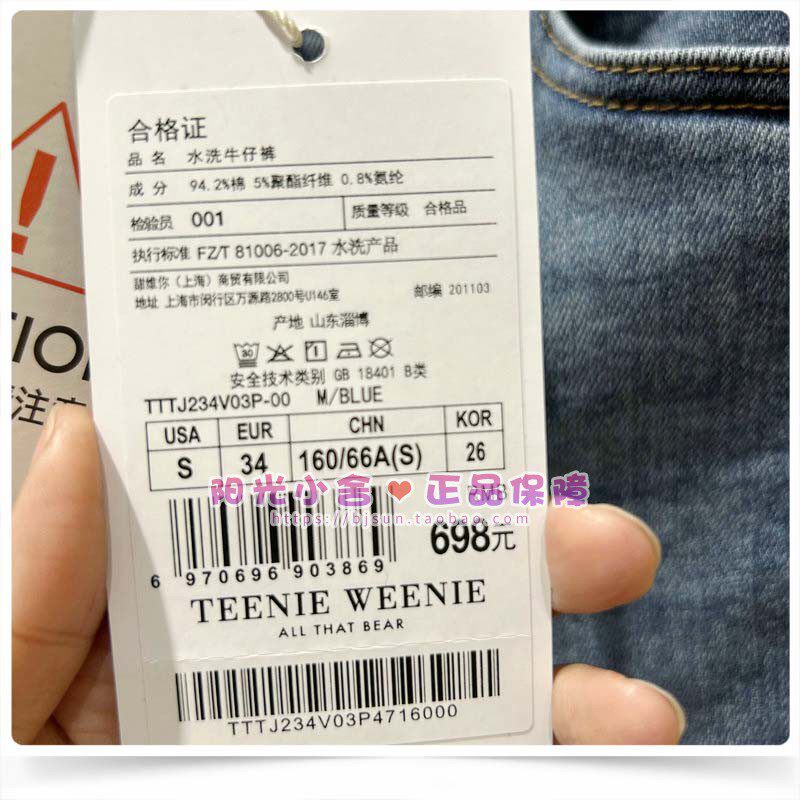 合格证
品 名 水洗牛仔裤
成 分 94.2%棉 5%聚酯纤维 0.8%氨纶
检验员 001 质量等级 合格品
执行标准 FZ/T 81006-2017 水洗产品
甜维你（上海）商贸有限公司
地址 上海市闵行区万源路2800号U146室 邮编 201103
产地 山东淄博
30
安全技术类别 GB 18401 B类
TTTJ234V03P-00 M/BLUE
USA EUR CHN KOR
S 34 160/66A(S) 26
阳光小舍❤正品保障
https://bjsun.taobao.com
698元
6 970696 903869
TEENIE WEENIE
ALL THAT BEAR
TTTJ234V03P4716000
TION
注